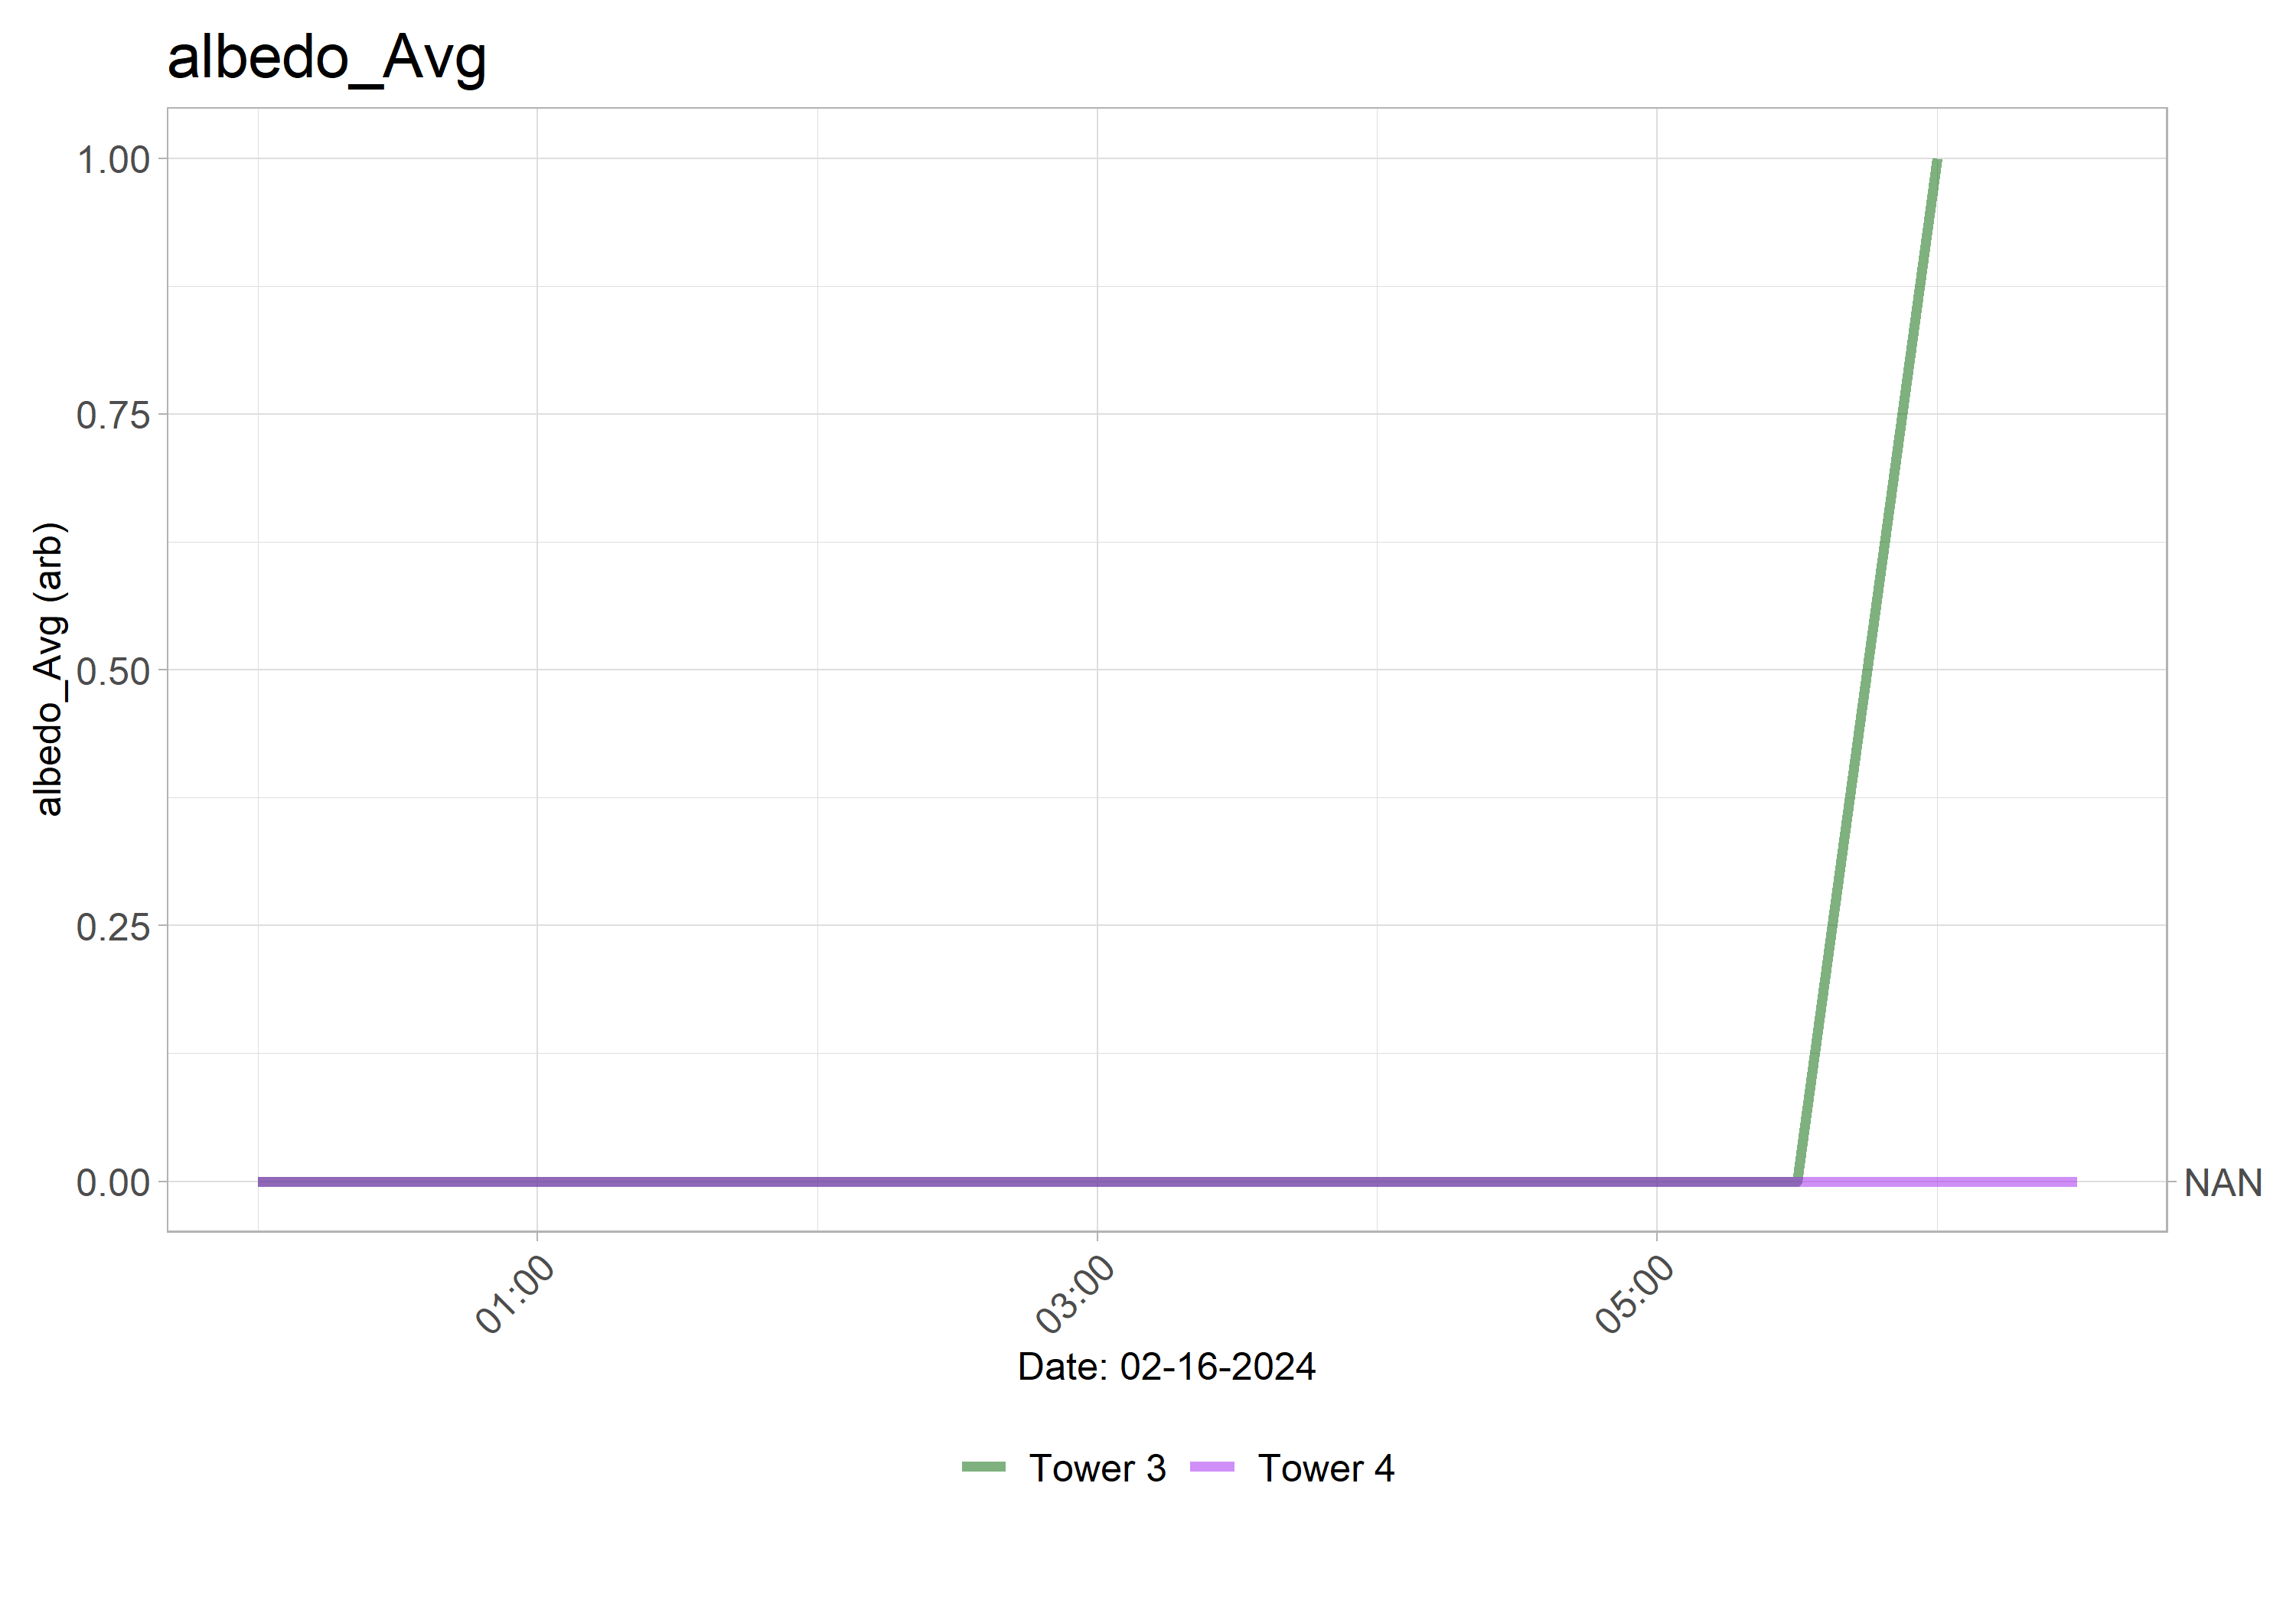 albedo_Avg
albedo_Avg (arb)
1.00
0.75
0.50
0.25
0.00
NAN
01:00
03:00
05:00
Date: 02-16-2024
Tower 3
Tower 4